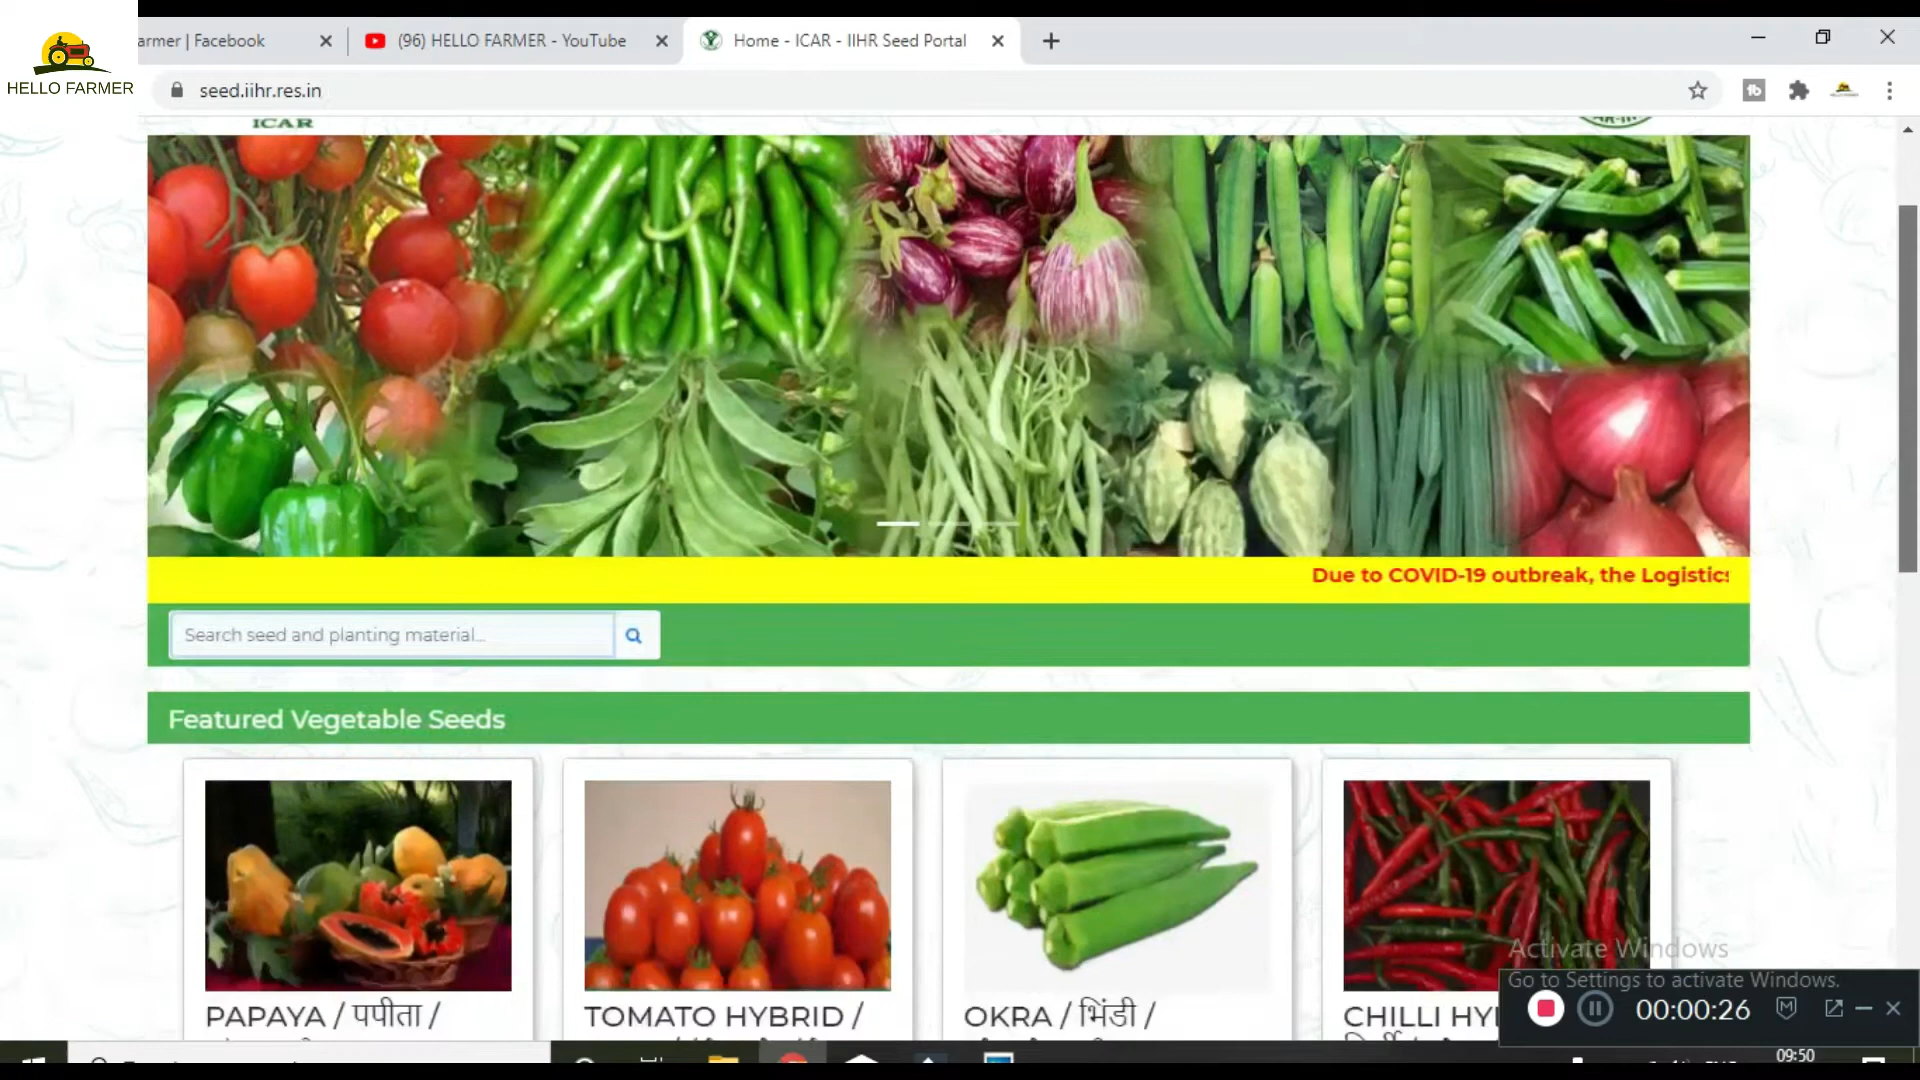 armer | Facebook
(96) HELLO FARMER - YouTube
Home - ICAR - IIHR Seed Portal
HELLO FARMER
seed.iihr.res.in
ICAR
Due to COVID-19 outbreak, the Logistics
Search seed and planting material...
Featured Vegetable Seeds
PAPAYA / पपीता /
TOMATO HYBRID /
OKRA / भिंडी /
CHILLI HY
Activate Windows
Go to Settings to activate Windows.
00:00:26
09:50